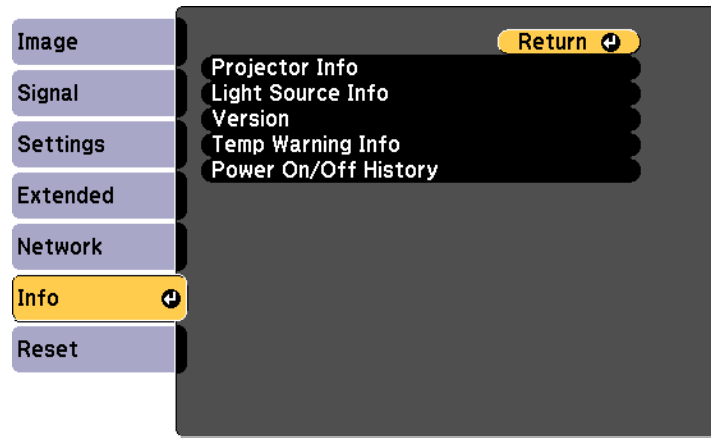 Image
Signal
Settings
Extended
Network
Info
Reset
Return
Projector Info
Light Source Info
Version
Temp Warning Info
Power On/Off History